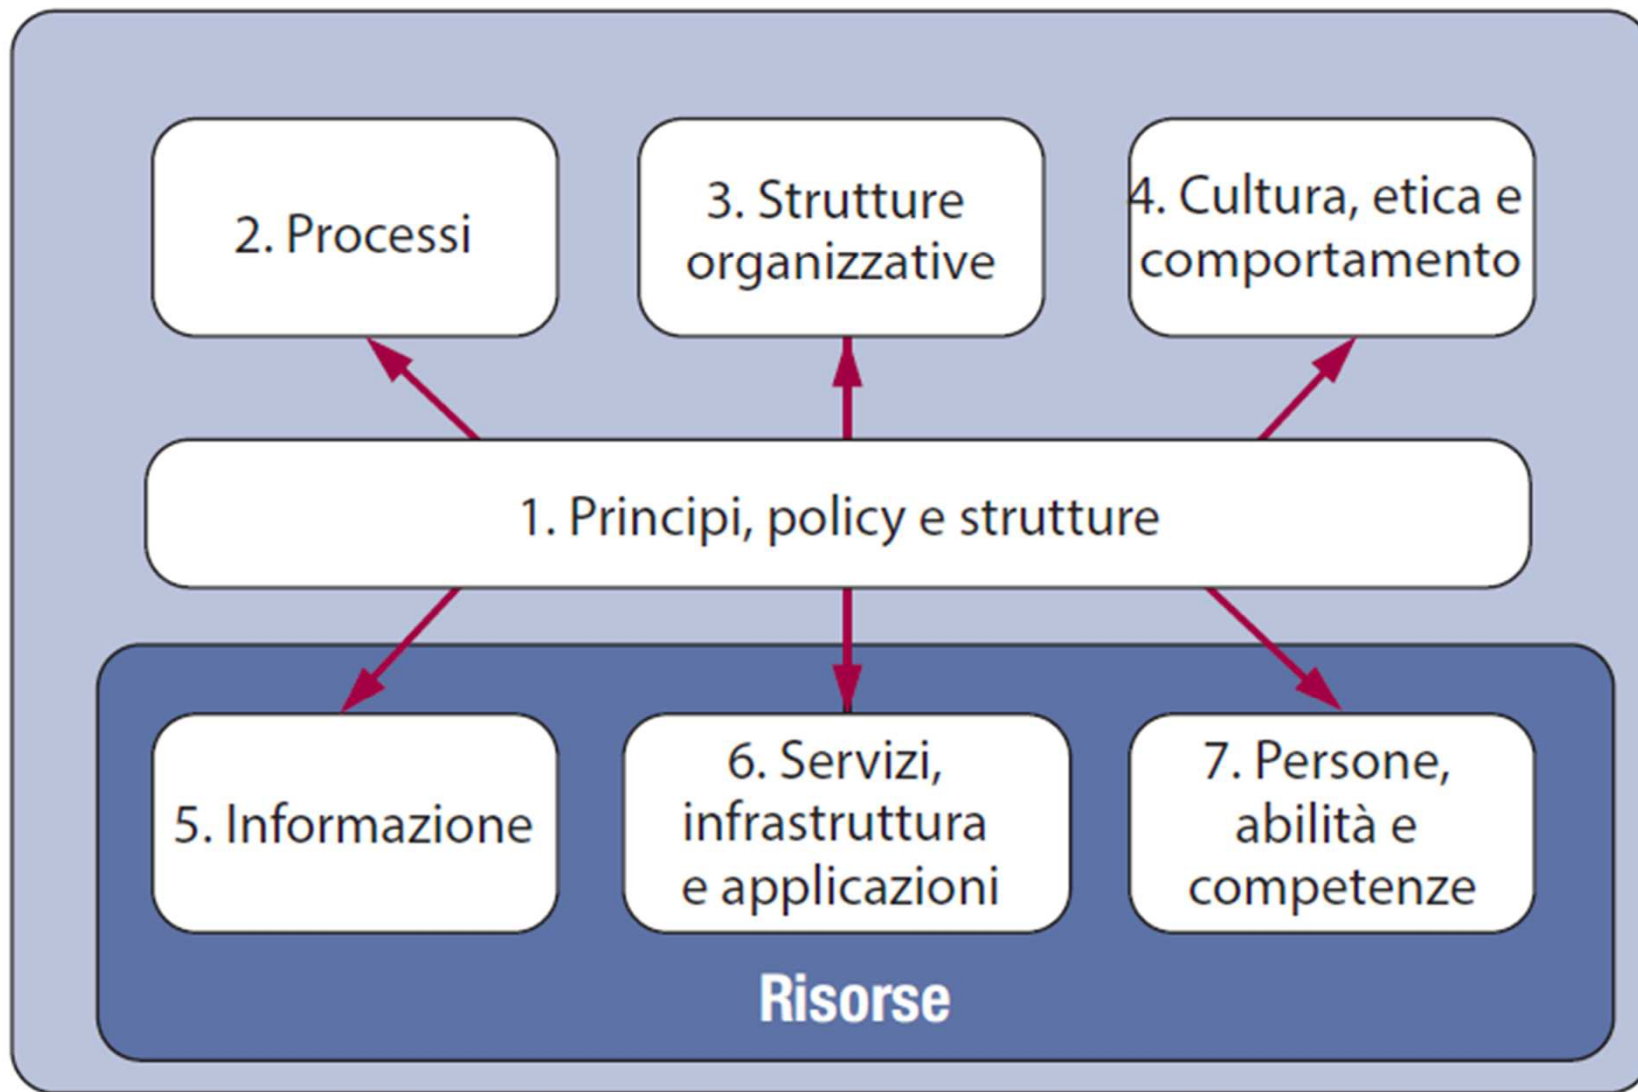 2. Processi
3. Strutture
organizzative
4. Cultura, etica e
comportamento
1. Principi, policy e strutture
5. Informazione
6. Servizi,
infrastruttura
e applicazioni
7. Persone,
abilità e
competenze
Risorse